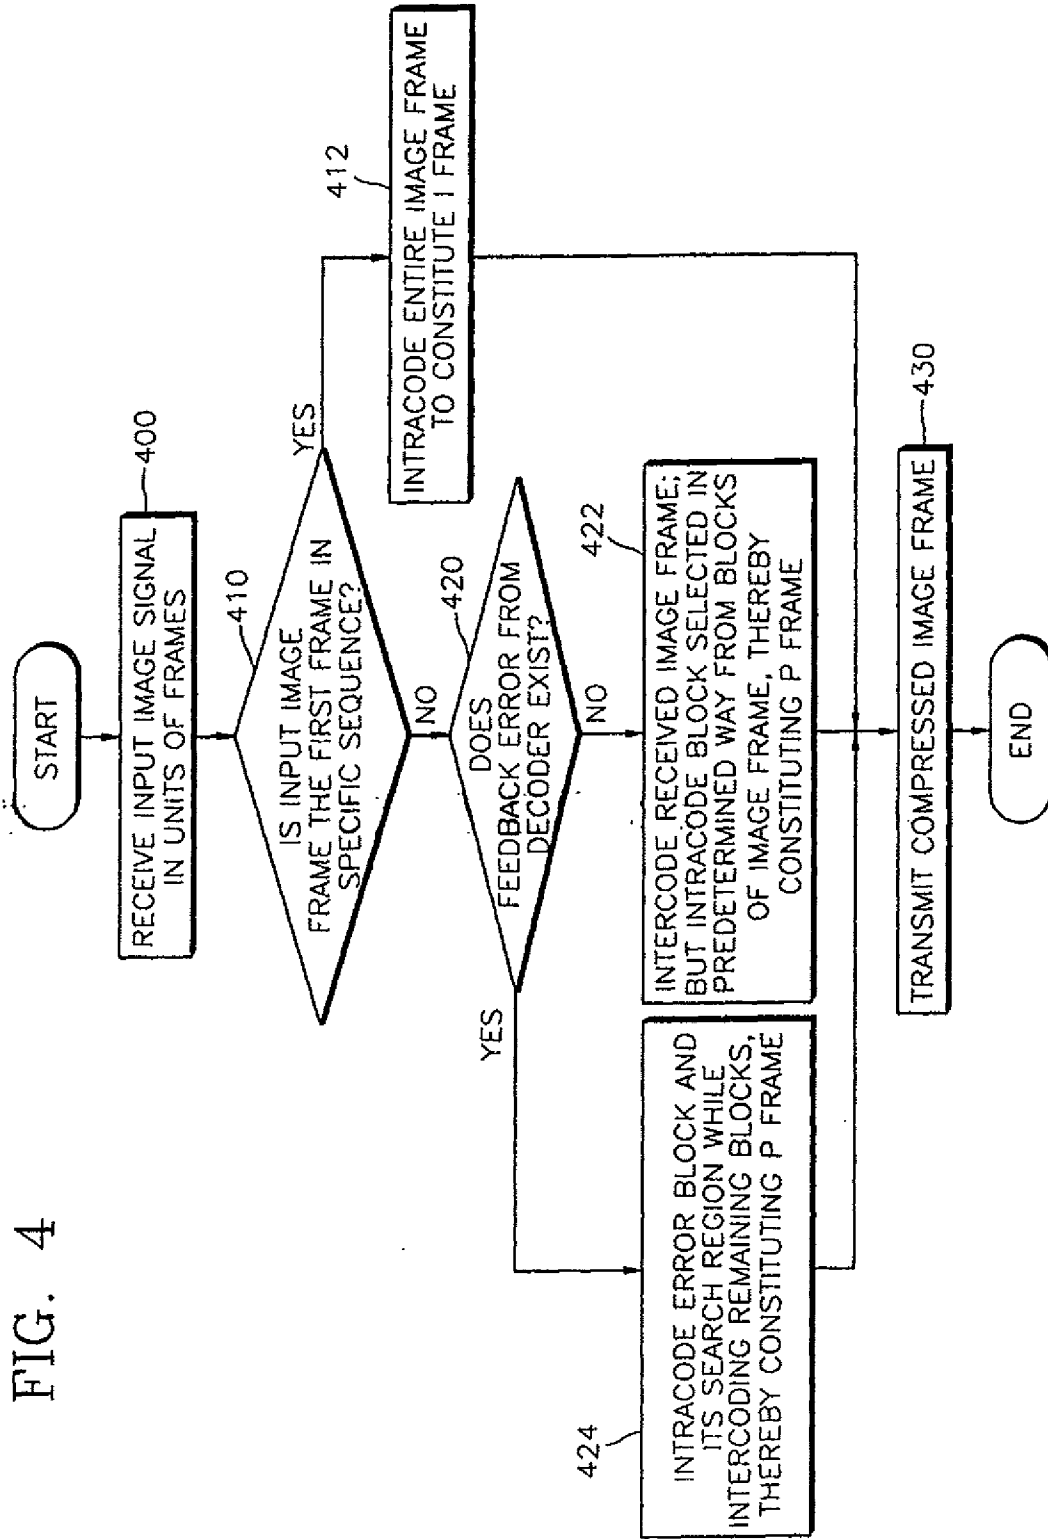 FIG. 4
START
RECEIVE INPUT IMAGE SIGNAL
IN UNITS OF FRAMES
400
410
IS INPUT IMAGE
FRAME THE FIRST FRAME IN
SPECIFIC SEQUENCE?
YES
NO
412
INTRACODE ENTIRE IMAGE FRAME
TO CONSTITUTE I FRAME
420
DOES
FEEDBACK ERROR FROM
DECODER EXIST?
YES
NO
424
INTRACODE ERROR BLOCK AND
ITS SEARCH REGION WHILE
INTERCODING REMAINING BLOCKS,
THEREBY CONSTITUTING P FRAME
422
INTERCODE RECEIVED IMAGE FRAME;
BUT INTRACODE BLOCK SELECTED IN
PREDETERMINED WAY FROM BLOCKS
OF IMAGE FRAME, THEREBY
CONSTITUTING P FRAME
430
TRANSMIT COMPRESSED IMAGE FRAME
END